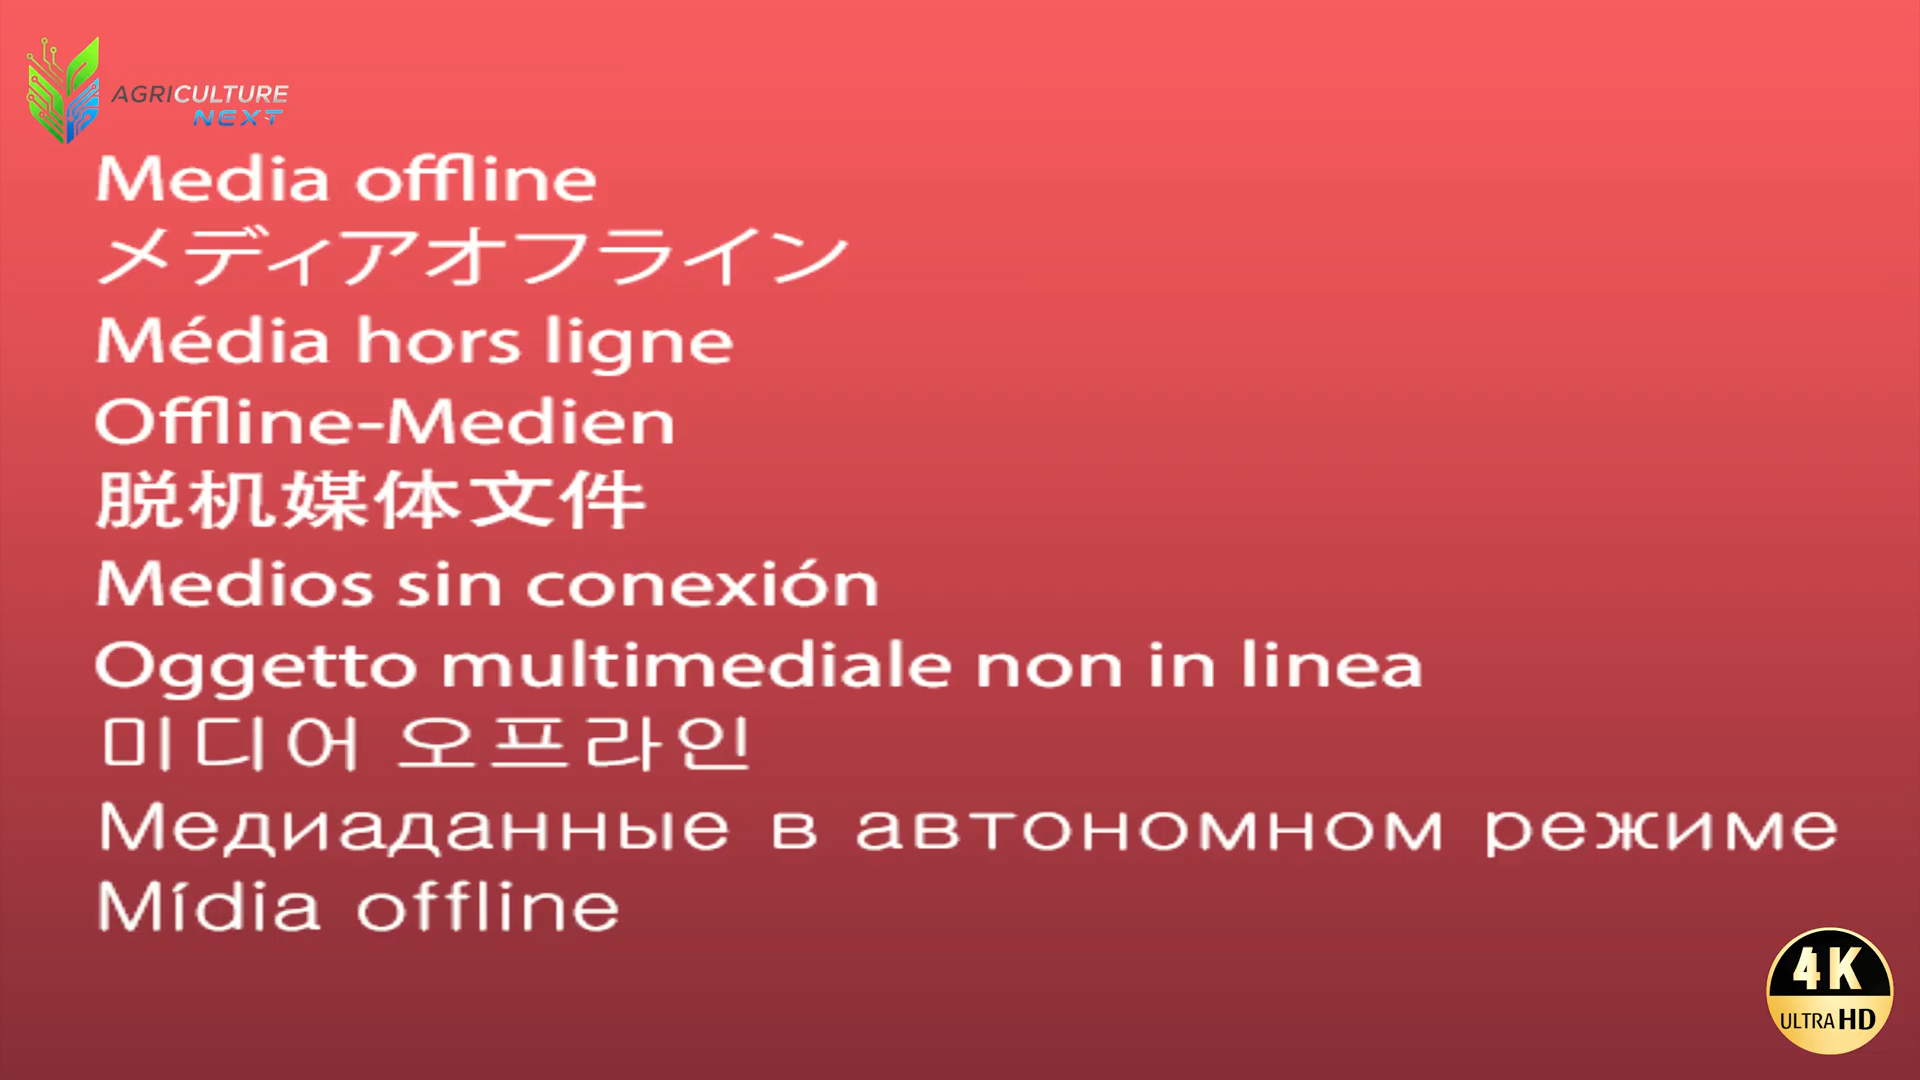 AGRICULTURE
NEXT
Media offline
メディアオフライン
Média hors ligne
Offline-Medien
脱机媒体文件
Medios sin conexión
Oggetto multimediale non in linea
미디어 오프라인
Медиаданные в автономном режиме
Mídia offline
4K
ULTRA HD